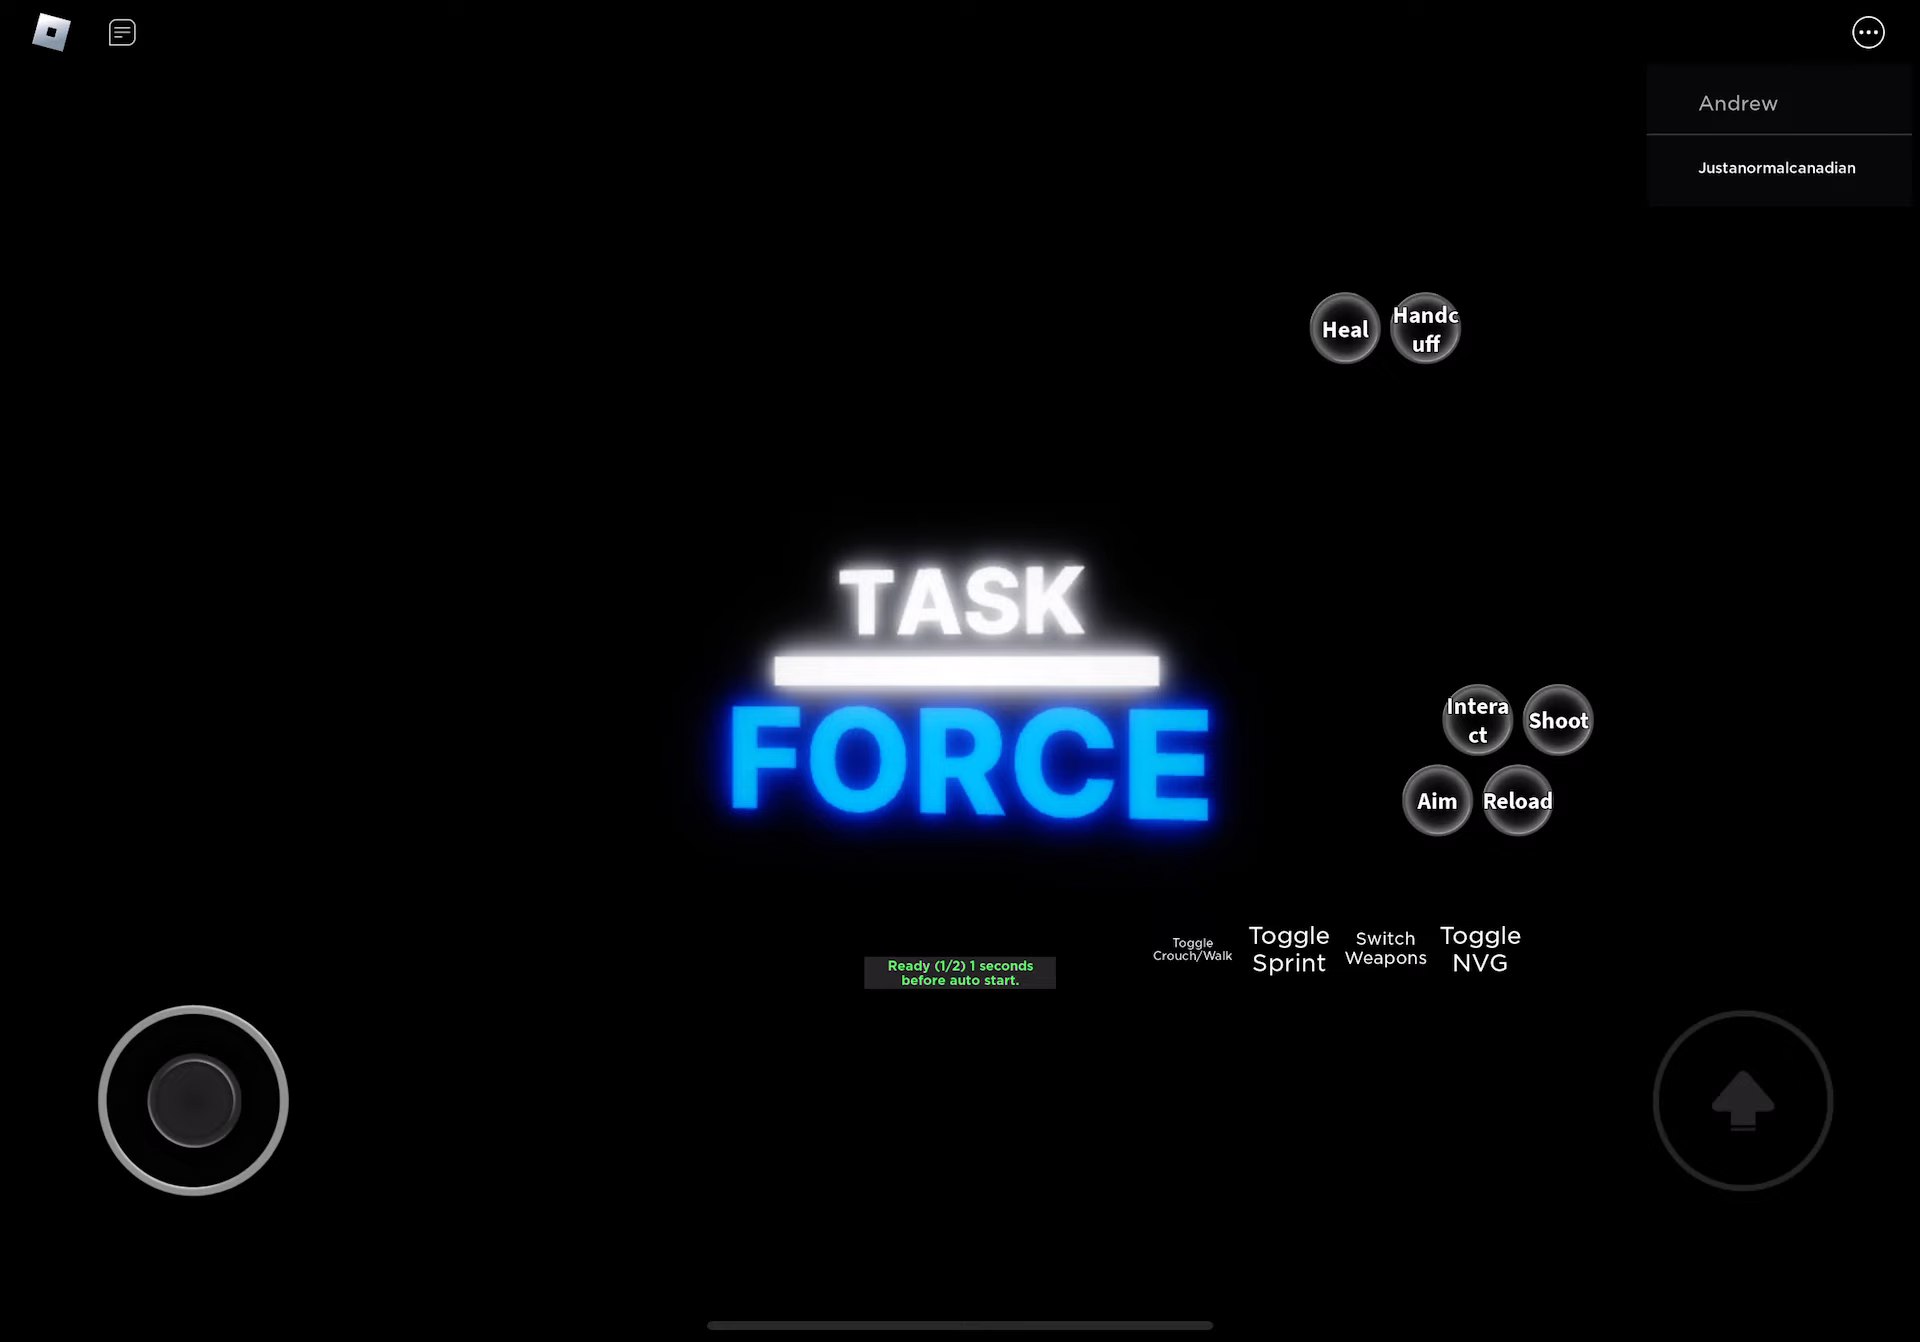 Andrew
Justanormalcanadian
Heal
Handc
uff
TASK
FORCE
Intera
ct
Shoot
Aim
Reload
Toggle
Crouch/Walk
Toggle
Sprint
Switch
Weapons
Toggle
NVG
Ready (1/2) 1 seconds
before auto start.